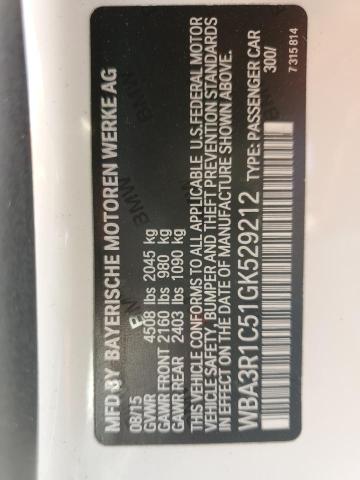 MFD BY BAYERISCHE MOTOREN WERKE AG
08/15
GVWR 4508 lbs 2045 kg
GAWR FRONT 2160 lbs 980 kg
GAWR REAR 2403 lbs 1090 kg
THIS VEHICLE CONFORMS TO ALL APPLICABLE U.S. FEDERAL MOTOR
VEHICLE SAFETY, BUMPER AND THEFT PREVENTION STANDARDS
IN EFFECT ON THE DATE OF MANUFACTURE SHOWN ABOVE.
WBA3R1C51GK529212 TYPE: PASSENGER CAR
300/
7 315 814
BMW
BMW